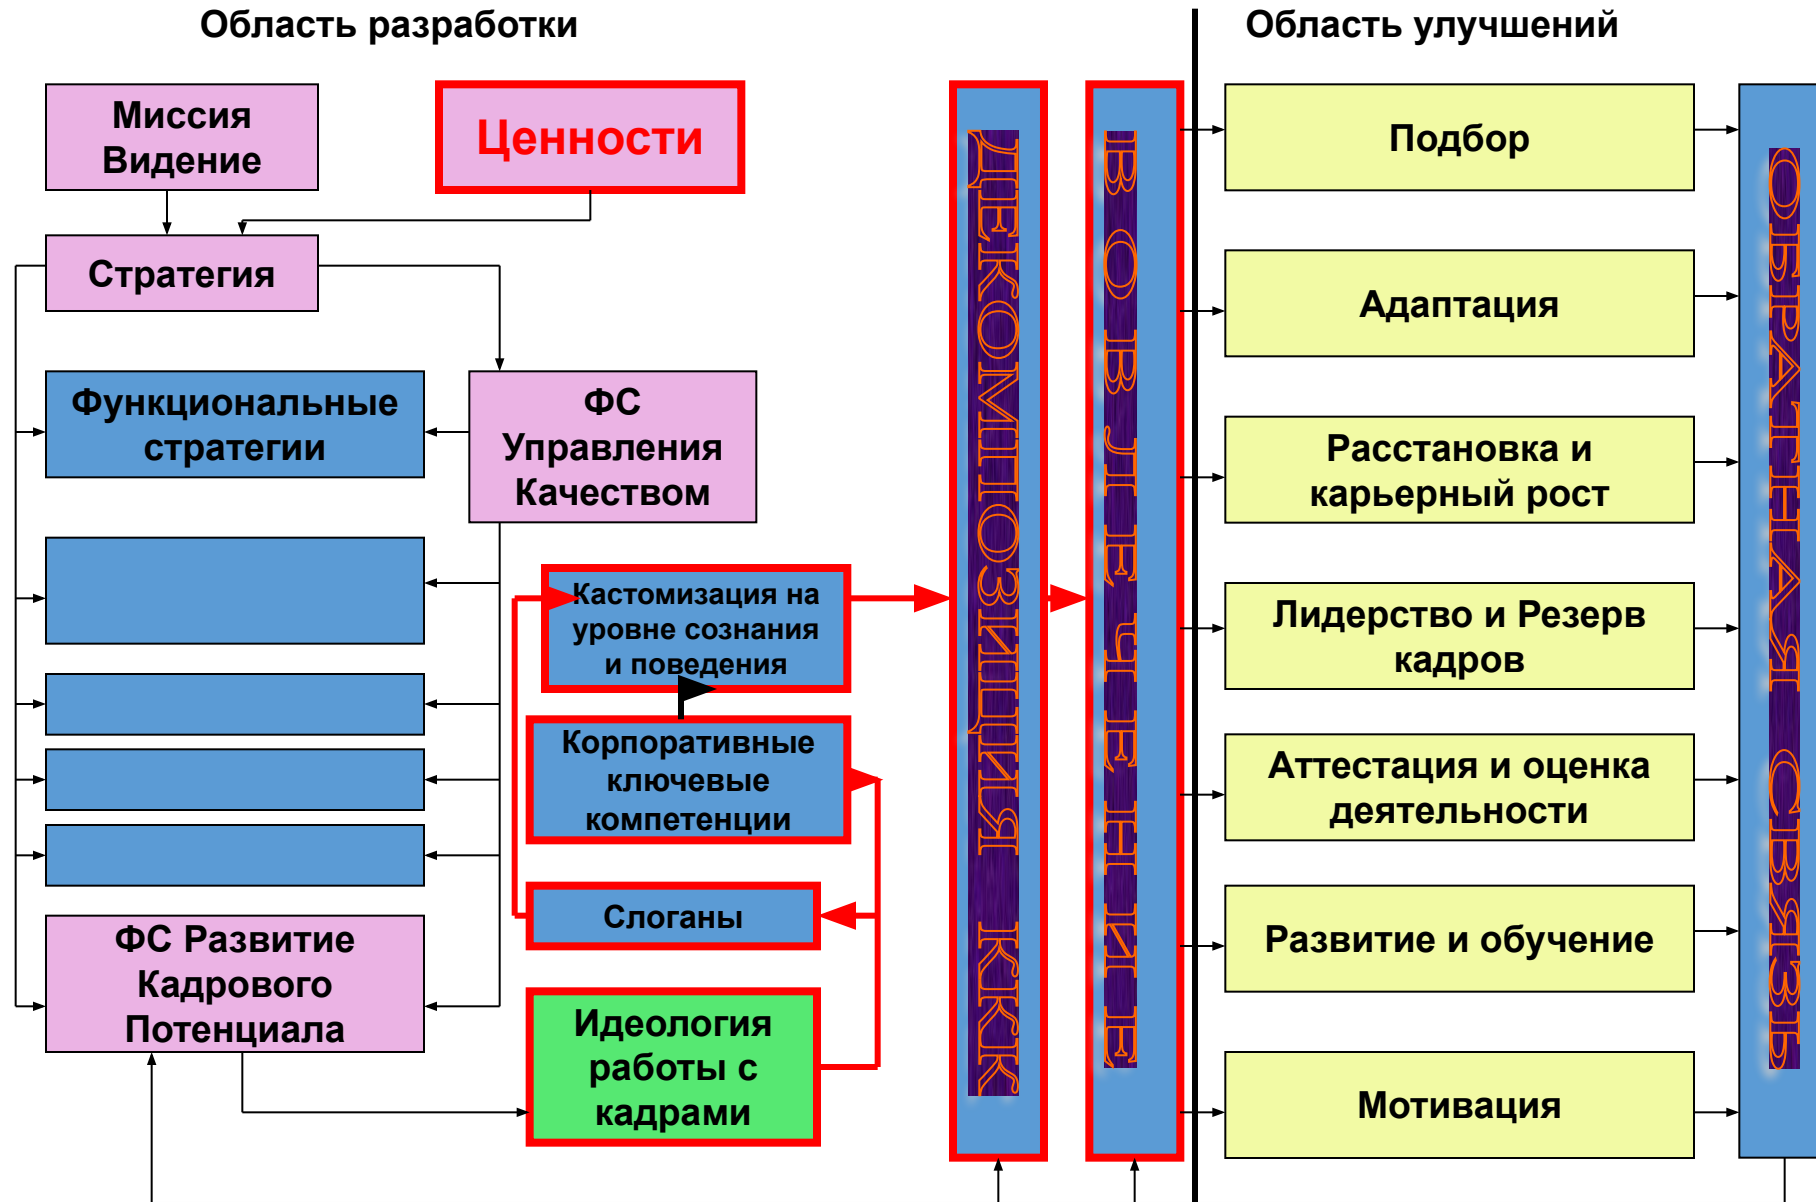 Область разработки
Область улучшений
Миссия
Видение
Ценности
Стратегия
Функциональные
стратегии
ФС
Управления
Качеством
Кастомизация на
уровне сознания
и поведения
Корпоративные
ключевые
компетенции
Слоганы
ФС Развитие
Кадрового
Потенциала
Идеология
работы с
кадрами
ДЕКОМПОЗИЦИЯ ККК
ВОВЛЕЧЕНИЕ
Подбор
Адаптация
Расстановка и
карьерный рост
Лидерство и Резерв
кадров
Аттестация и оценка
деятельности
Развитие и обучение
Мотивация
ОБРАТНАЯ СВЯЗЬ